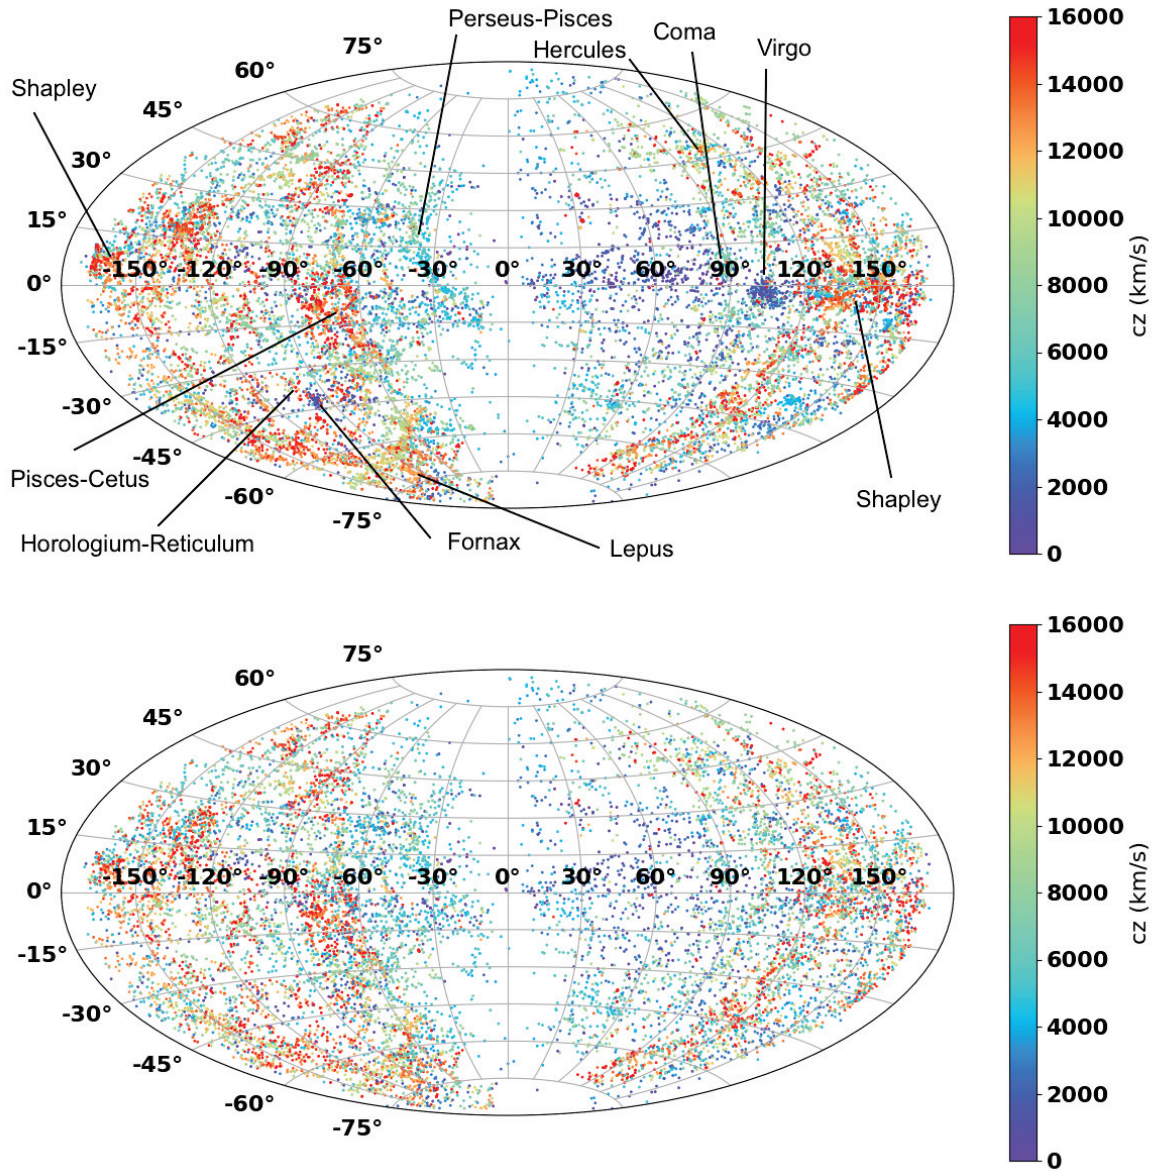 Perseus-Pisces
Coma
Hercules
Virgo
Shapley
75°
60°
45°
30°
15°
0°
-15°
-30°
-45°
-60°
-75°
-150° -120° -90° -60° -30° 0° 30° 60° 90° 120° 150°
Pisces-Cetus
Horologium-Reticulum
Fornax
Lepus
Shapley
16000
14000
12000
10000
8000
6000
4000
2000
0
cz (km/s)
75°
60°
45°
30°
15°
0°
-15°
-30°
-45°
-60°
-75°
-150° -120° -90° -60° -30° 0° 30° 60° 90° 120° 150°
16000
14000
12000
10000
8000
6000
4000
2000
0
cz (km/s)